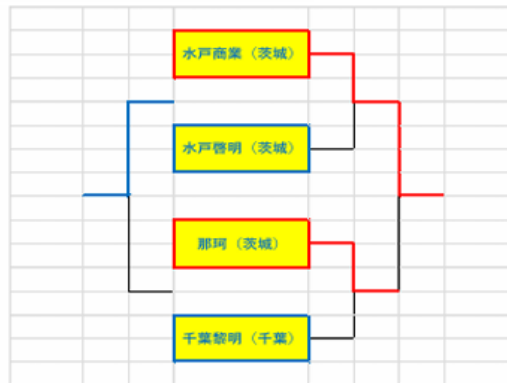 水戸商業（茨城）
水戸啓明（茨城）
那珂（茨城）
千葉黎明（千葉）